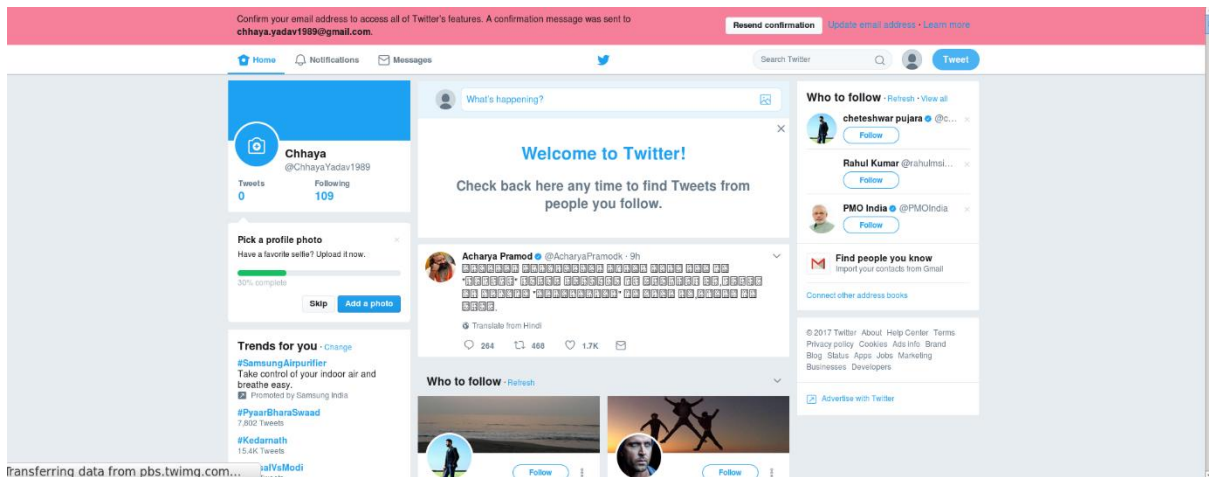 Confirm your email address to access all of Twitter's features. A confirmation message was sent to
chhaya.yadav1989@gmail.com.
Resend confirmation
Update email address · Learn more
Home
Notifications
Messages
Search Twitter
Tweet
Chhaya
@ChhayaYadav1989
Tweets Following
0 109
Pick a profile photo
Have a favorite selfie? Upload it now.
30% complete
Skip
Add a photo
Trends for you · Change
#SamsungAirpurifier
Take control of your indoor air and
breathe easy.
Promoted by Samsung India
#PyaarBharaSwaad
7,802 Tweets
#Kedarnath
15.4K Tweets
alVsModi
Transferring data from pbs.twimg.com...
What's happening?
Welcome to Twitter!
Check back here any time to find Tweets from
people you follow.
Acharya Pramod @AcharyaPramodk · 9h
Translate from Hindi
264 468 1.7K
Who to follow · Refresh
Follow
Follow
Who to follow · Refresh · View all
cheteshwar pujara @c...
Follow
Rahul Kumar @rahulmsi...
Follow
PMO India @PMOIndia
Follow
Find people you know
Import your contacts from Gmail
Connect other address books
© 2017 Twitter About Help Center Terms
Privacy policy Cookies Ads info Brand
Blog Status Apps Jobs Marketing
Businesses Developers
Advertise with Twitter